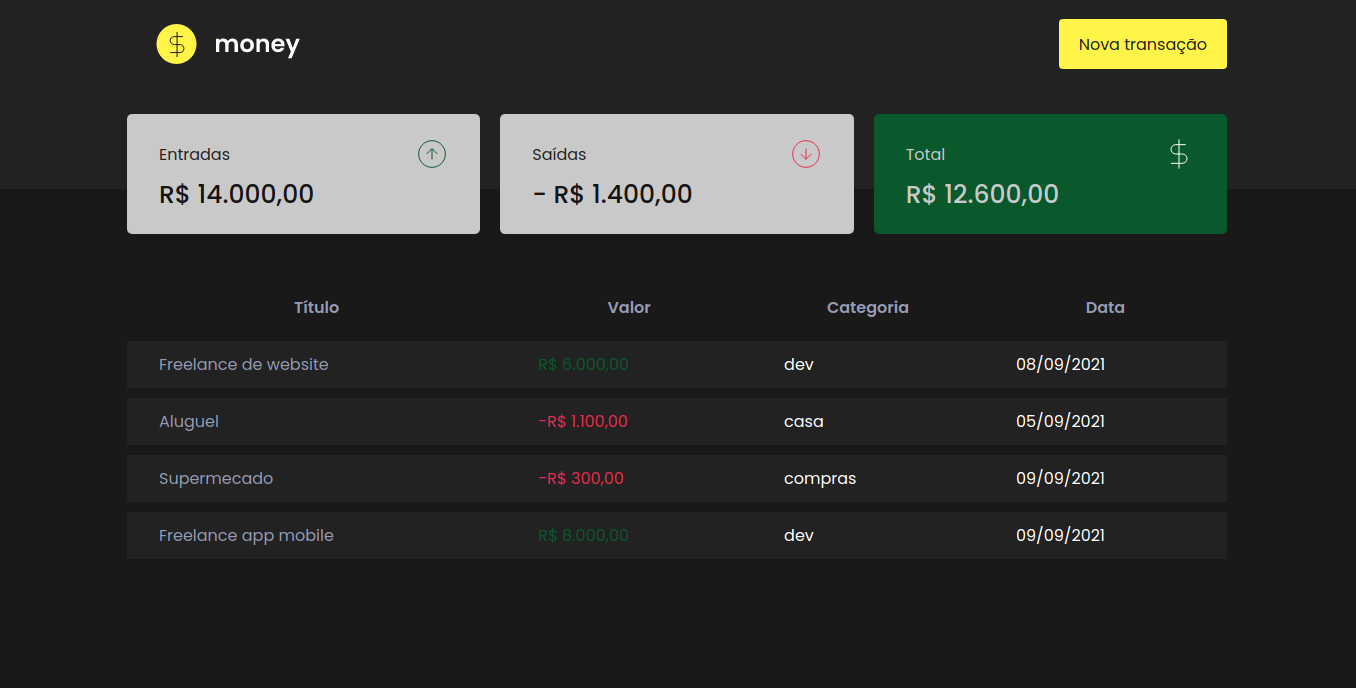 $ money
Nova transação
Entradas
R$ 14.000,00
Saídas
- R$ 1.400,00
Total $
R$ 12.600,00
Título Valor Categoria Data
Freelance de website R$ 6.000,00 dev 08/09/2021
Aluguel -R$ 1.100,00 casa 05/09/2021
Supermecado -R$ 300,00 compras 09/09/2021
Freelance app mobile R$ 8.000,00 dev 09/09/2021